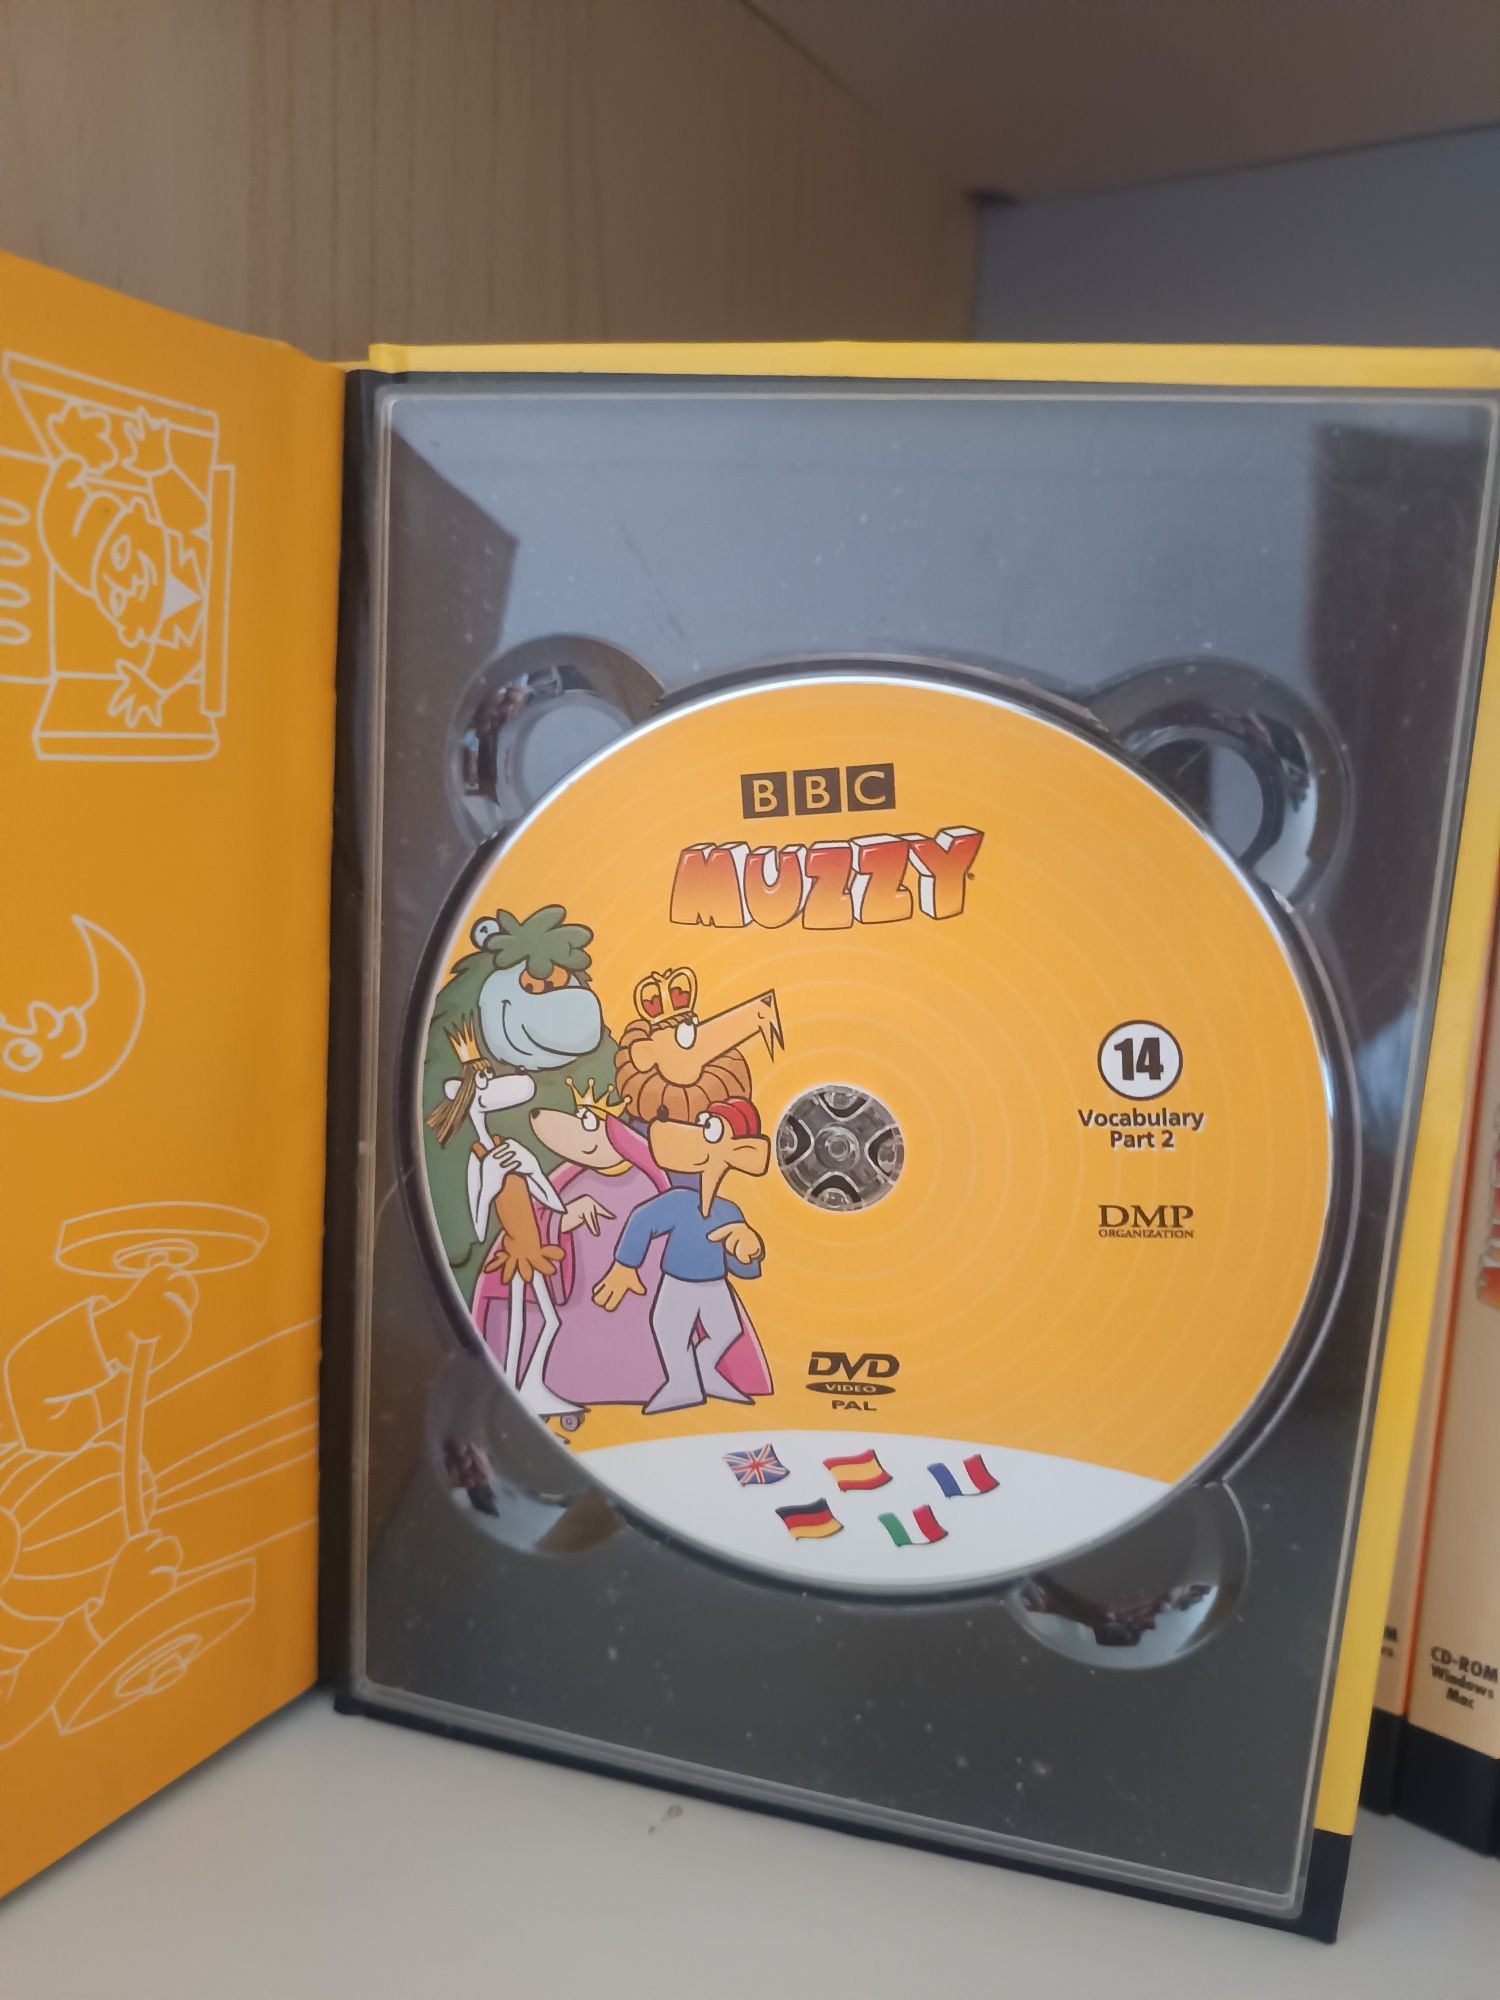 BBC
MUZZY
14
Vocabulary
Part 2
DMP
ORGANIZATION
DVD
VIDEO
PAL
CD-ROM
Windows
Mac